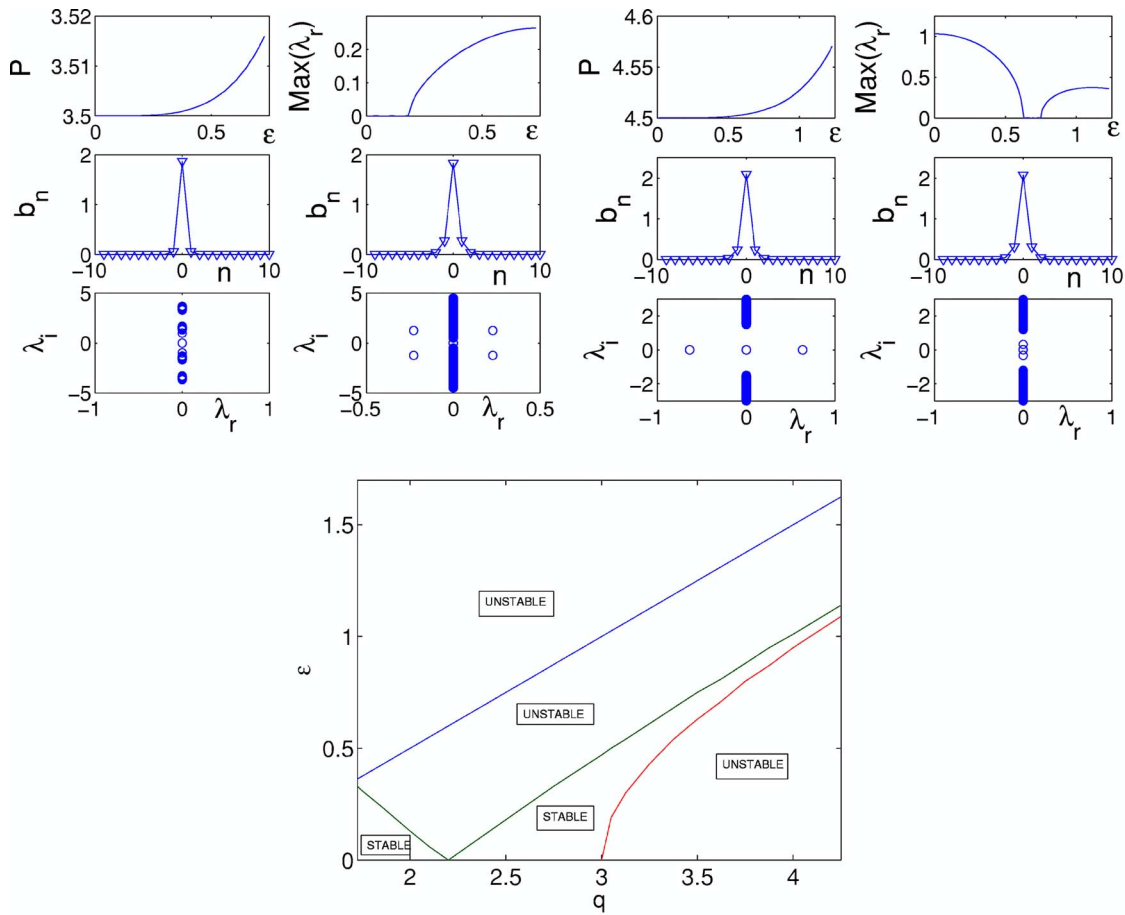 3.52
3.51
3.5
P
0
0.5
ε
0.2
0.1
0
Max(λr)
0
0.5
ε
4.6
4.55
4.5
P
0
0.5
1
ε
1
0.5
0
Max(λr)
0
0.5
1
ε
2
1
0
bn
−10
0
n
10
2
1
0
bn
−10
0
n
10
2
1
0
bn
−10
0
n
10
2
1
0
bn
−10
0
n
10
5
0
−5
λi
−1
0
λr
1
5
0
−5
λi
−0.5
0
λr
0.5
2
0
−2
λi
−1
0
λr
1
2
0
−2
λi
−1
0
λr
1
1.5
1
0.5
0
ε
UNSTABLE
UNSTABLE
UNSTABLE
STABLE
STABLE
2
2.5
3
3.5
4
q